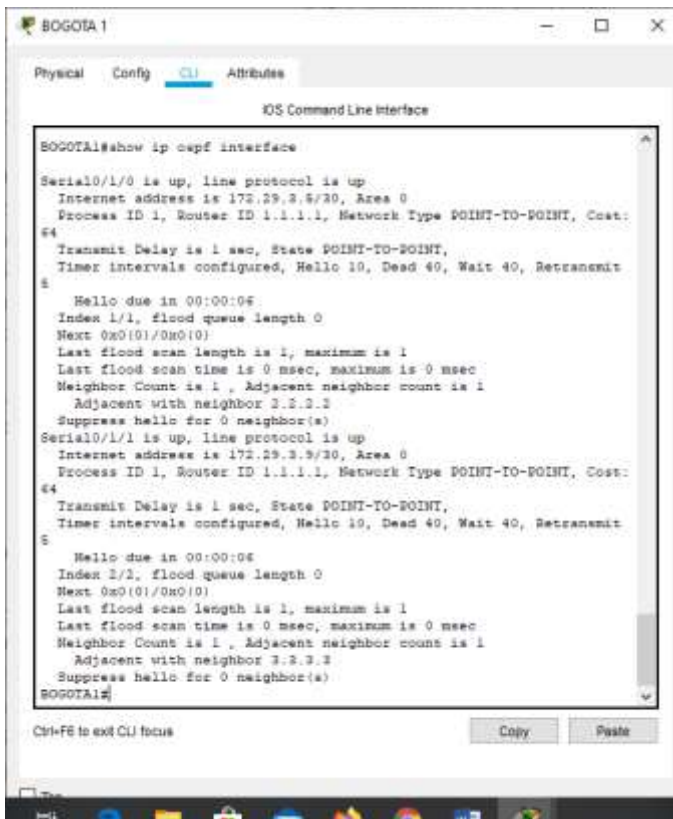 BOGOTA 1
Physical Config CLI Attributes
IOS Command Line Interface
BOGOTA1#show ip ospf interface
Serial0/1/0 is up, line protocol is up
Internet address is 172.29.3.5/30, Area 0
Process ID 1, Router ID 1.1.1.1, Network Type POINT-TO-POINT, Cost:
64
Transmit Delay is 1 sec, State POINT-TO-POINT,
Timer intervals configured, Hello 10, Dead 40, Wait 40, Retransmit
5
Hello due in 00:00:06
Index 1/1, flood queue length 0
Next 0x0(0)/0x0(0)
Last flood scan length is 1, maximum is 1
Last flood scan time is 0 msec, maximum is 0 msec
Neighbor Count is 1 , Adjacent neighbor count is 1
Adjacent with neighbor 2.2.2.2
Suppress hello for 0 neighbor(s)
Serial0/1/1 is up, line protocol is up
Internet address is 172.29.3.9/30, Area 0
Process ID 1, Router ID 1.1.1.1, Network Type POINT-TO-POINT, Cost:
64
Transmit Delay is 1 sec, State POINT-TO-POINT,
Timer intervals configured, Hello 10, Dead 40, Wait 40, Retransmit
5
Hello due in 00:00:06
Index 2/2, flood queue length 0
Next 0x0(0)/0x0(0)
Last flood scan length is 1, maximum is 1
Last flood scan time is 0 msec, maximum is 0 msec
Neighbor Count is 1 , Adjacent neighbor count is 1
Adjacent with neighbor 3.3.3.3
Suppress hello for 0 neighbor(s)
BOGOTA1#
Ctrl+F6 to exit CLI focus
Copy Paste